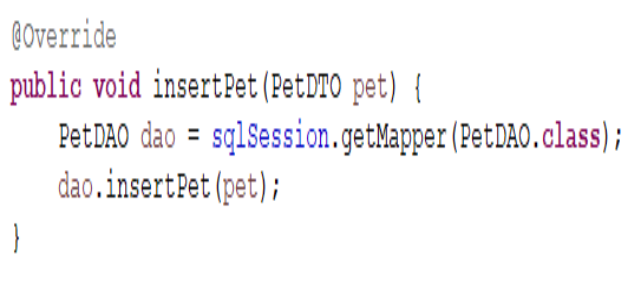 @Override
public void insertPet(PetDTO pet) {
    PetDAO dao = sqlSession.getMapper(PetDAO.class);
    dao.insertPet(pet);
}